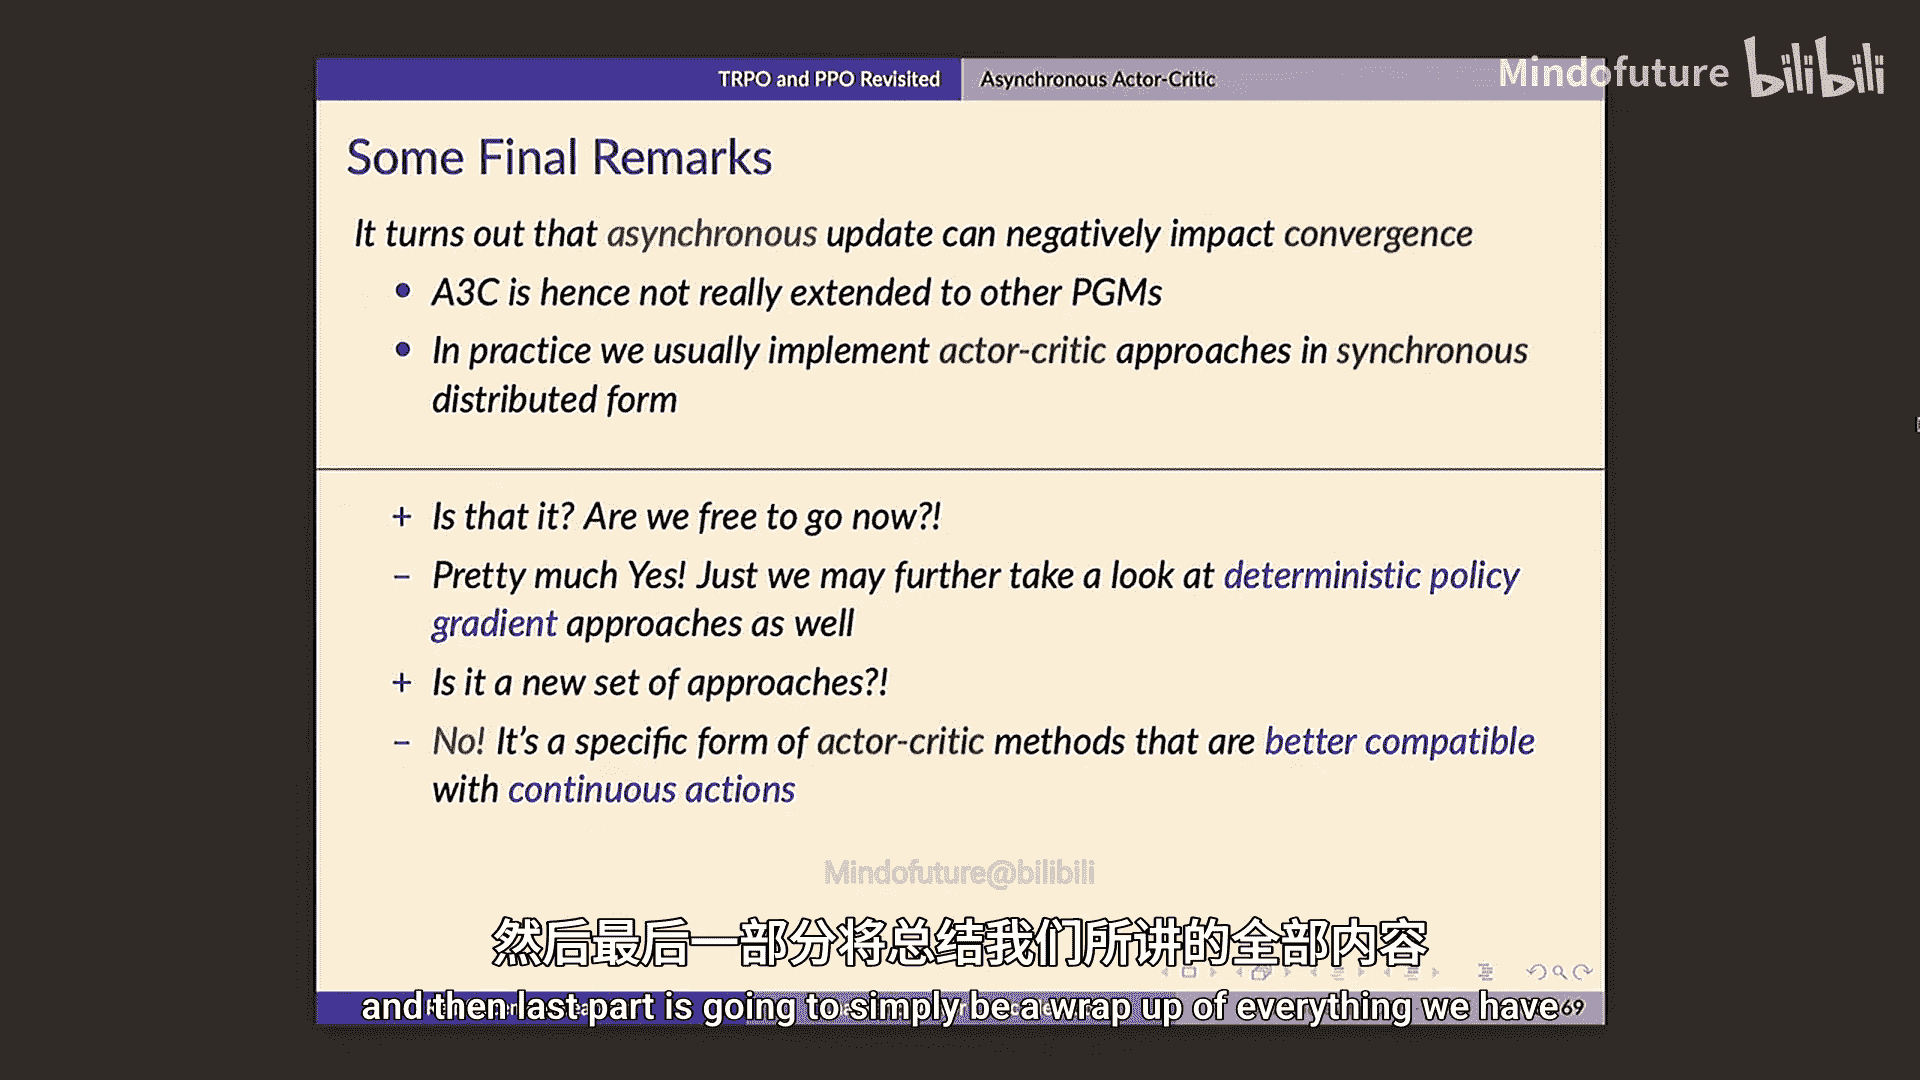 TRPO and PPO Revisited
Asynchronous Actor-Critic
Mindofuture bilibili
Some Final Remarks
It turns out that asynchronous update can negatively impact convergence
• A3C is hence not really extended to other PGMs
• In practice we usually implement actor-critic approaches in synchronous
distributed form
+ Is that it? Are we free to go now?!
– Pretty much Yes! Just we may further take a look at deterministic policy
gradient approaches as well
+ Is it a new set of approaches?!
– No! It's a specific form of actor-critic methods that are better compatible
with continuous actions
Mindofuture@bilibili
然后最后一部分将总结我们所讲的全部内容
and then last part is going to simply be a wrap up of everything we have
69